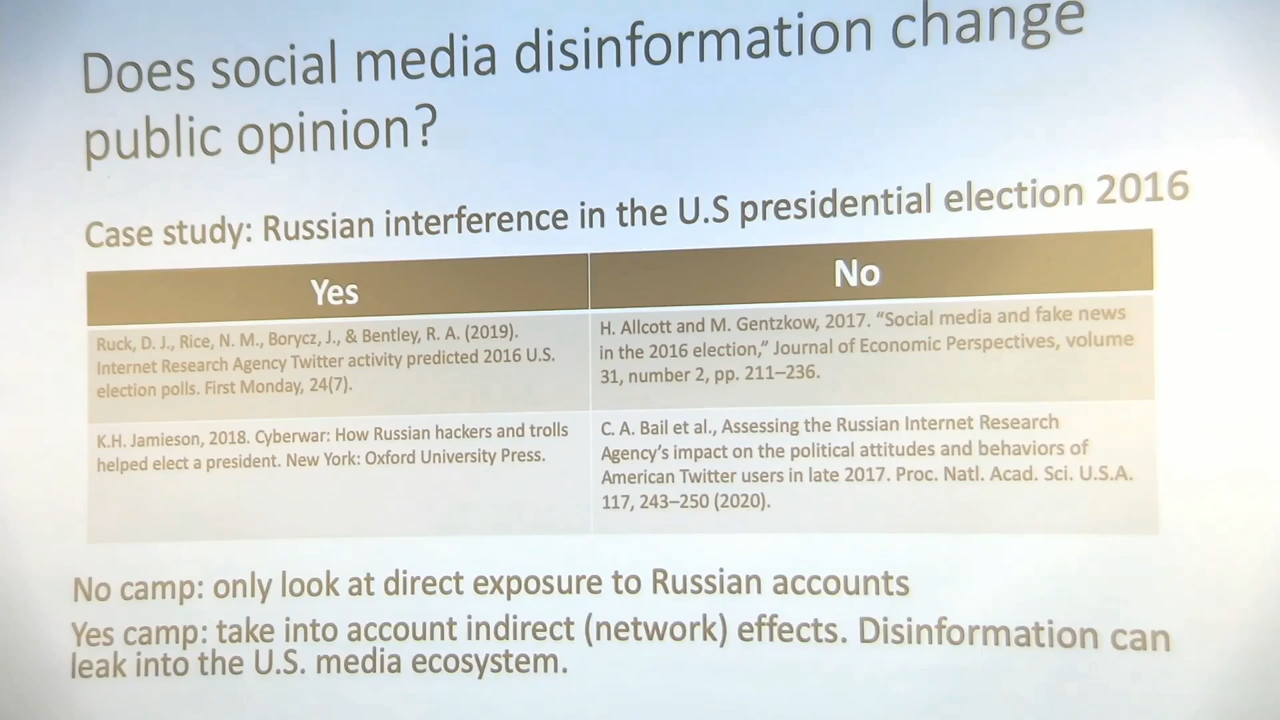 Does social media disinformation change
public opinion?
Case study: Russian interference in the U.S presidential election 2016
Yes
No
Ruck, D. J., Rice, N. M., Borycz, J., & Bentley, R. A. (2019).
Internet Research Agency Twitter activity predicted 2016 U.S.
election polls. First Monday, 24(7).
H. Allcott and M. Gentzkow, 2017. “Social media and fake news
in the 2016 election,” Journal of Economic Perspectives, volume
31, number 2, pp. 211–236.
K.H. Jamieson, 2018. Cyberwar: How Russian hackers and trolls
helped elect a president. New York: Oxford University Press.
C. A. Bail et al., Assessing the Russian Internet Research
Agency’s impact on the political attitudes and behaviors of
American Twitter users in late 2017. Proc. Natl. Acad. Sci. U.S.A.
117, 243–250 (2020).
No camp: only look at direct exposure to Russian accounts
Yes camp: take into account indirect (network) effects. Disinformation can
leak into the U.S. media ecosystem.